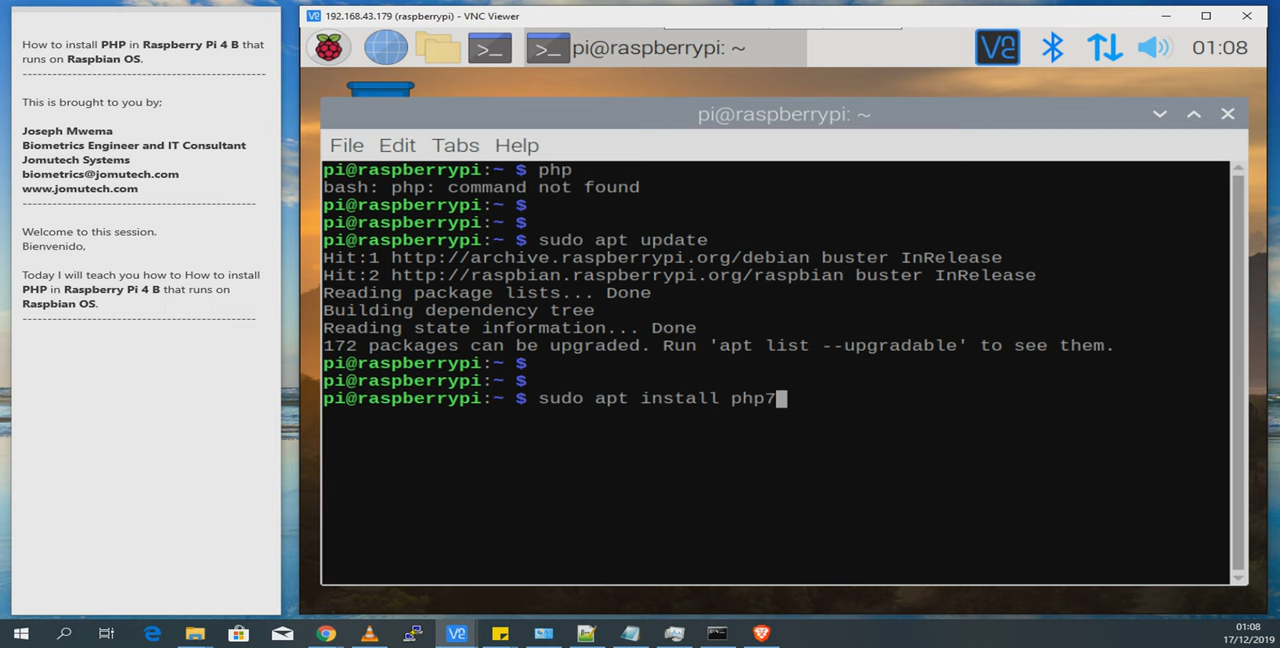 How to install PHP in Raspberry Pi 4 B that
runs on Raspbian OS.
--------------------------------------------------------------
This is brought to you by;
Joseph Mwema
Biometrics Engineer and IT Consultant
Jomutech Systems
biometrics@jomutech.com
www.jomutech.com
------------------------------------------------------------
Welcome to this session.
Bienvenido,
Today I will teach you how to How to install
PHP in Raspberry Pi 4 B that runs on
Raspbian OS.
------------------------------------------------------------
192.168.43.179 (raspberrypi) - VNC Viewer
pi@raspberrypi: ~
01:08
pi@raspberrypi: ~
File Edit Tabs Help
pi@raspberrypi:~ $ php
bash: php: command not found
pi@raspberrypi:~ $
pi@raspberrypi:~ $
pi@raspberrypi:~ $ sudo apt update
Hit:1 http://archive.raspberrypi.org/debian buster InRelease
Hit:2 http://raspbian.raspberrypi.org/raspbian buster InRelease
Reading package lists... Done
Building dependency tree
Reading state information... Done
172 packages can be upgraded. Run 'apt list --upgradable' to see them.
pi@raspberrypi:~ $
pi@raspberrypi:~ $
pi@raspberrypi:~ $ sudo apt install php7
01:08
17/12/2019